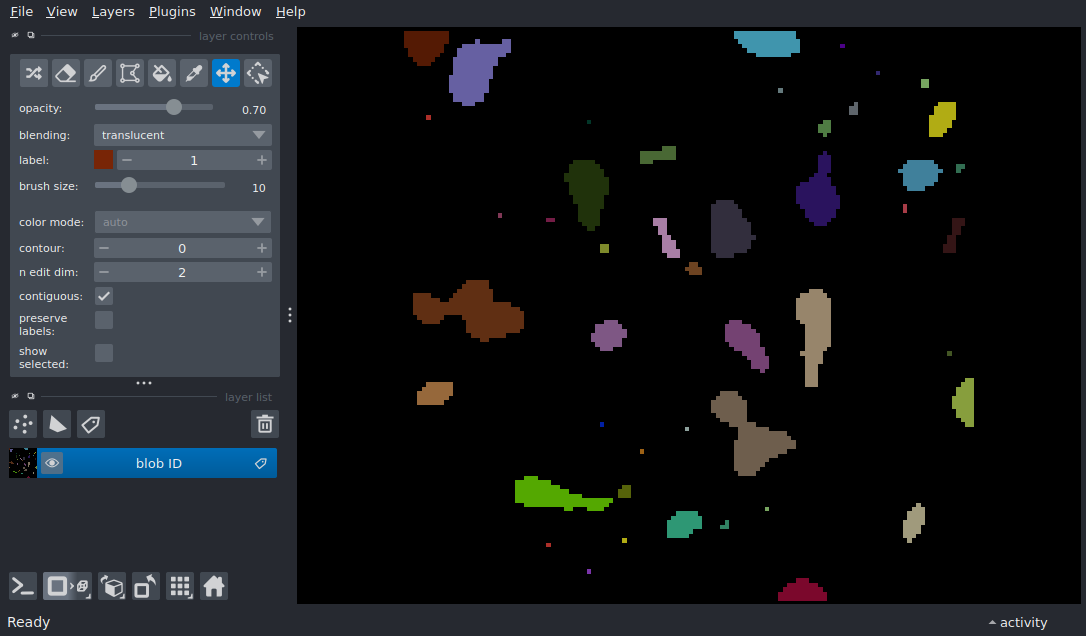 File View Layers Plugins Window Help
layer controls
opacity: 0.70
blending: translucent
label: 1
brush size: 10
color mode: auto
contour: 0
n edit dim: 2
contiguous:
preserve
labels:
show
selected:
layer list
blob ID
Ready
activity